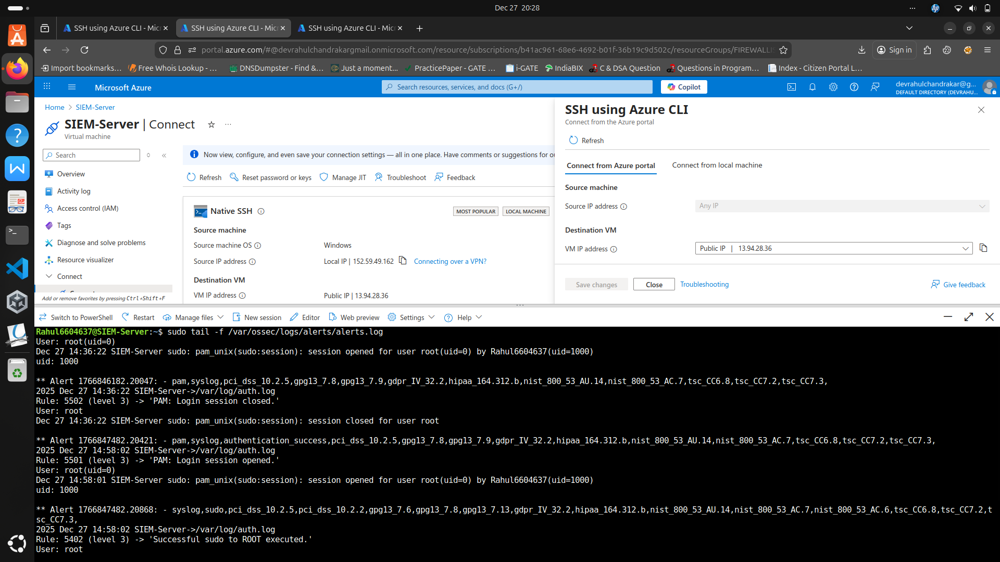 Dec 27 20:28
SSH using Azure CLI - Mic
SSH using Azure CLI - Mic
SSH using Azure CLI - Mic
portal.azure.com/#@devrahulchandrakargmail.onmicrosoft.com/resource/subscriptions/b41ac961-68e6-4692-b01f-36b19c9d502c/resourceGroups/FIREWALLIS
Sign in
Import bookmarks...
Free Whois Lookup - ...
DNSDumpster - Find &...
Just a moment...
PracticePaper - GATE ...
i-GATE
IndiaBIX
C & DSA Question
Questions in Program...
Index - Citizen Portal L...
Microsoft Azure
Search resources, services, and docs (G+/)
Copilot
devrahulchandrakar@g...
DEFAULT DIRECTORY (DEVRAHU...
Home > SIEM-Server
SIEM-Server | Connect
Virtual machine
Search
Overview
Activity log
Access control (IAM)
Tags
Diagnose and solve problems
Resource visualizer
Connect
Add or remove favorites by pressing Ctrl+Shift+F
Now view, configure, and even save your connection settings — all in one place. Have comments or suggestions for
Refresh
Reset password or keys
Manage JIT
Troubleshoot
Feedback
Native SSH
MOST POPULAR
LOCAL MACHINE
Source machine
Source machine OS
Windows
Source IP address
Local IP | 152.59.49.162
Connecting over a VPN?
Destination VM
VM IP address
Public IP | 13.94.28.36
SSH using Azure CLI
Connect from the Azure portal
Refresh
Connect from Azure portal
Connect from local machine
Source machine
Source IP address
Any IP
Destination VM
VM IP address
Public IP | 13.94.28.36
Save changes
Close
Troubleshooting
Give feedback
Switch to PowerShell
Restart
Manage files
New session
Editor
Web preview
Settings
Help
Rahul6604637@SIEM-Server:~$ sudo tail -f /var/ossec/logs/alerts/alerts.log
User: root(uid=0)
Dec 27 14:36:22 SIEM-Server sudo: pam_unix(sudo:session): session opened for user root(uid=0) by Rahul6604637(uid=1000)
uid: 1000
** Alert 1766846182.20047: - pam,syslog,pci_dss_10.2.5,gpg13_7.8,gpg13_7.9,gdpr_IV_32.2,hipaa_164.312.b,nist_800_53_AU.14,nist_800_53_AC.7,tsc_CC6.8,tsc_CC7.2,tsc_CC7.3,
2025 Dec 27 14:36:22 SIEM-Server->/var/log/auth.log
Rule: 5502 (level 3) -> 'PAM: Login session closed.'
User: root
Dec 27 14:36:22 SIEM-Server sudo: pam_unix(sudo:session): session closed for user root
** Alert 1766847482.20421: - pam,syslog,authentication_success,pci_dss_10.2.5,gpg13_7.8,gpg13_7.9,gdpr_IV_32.2,hipaa_164.312.b,nist_800_53_AU.14,nist_800_53_AC.7,tsc_CC6.8,tsc_CC7.2,tsc_CC7.3,
2025 Dec 27 14:58:02 SIEM-Server->/var/log/auth.log
Rule: 5501 (level 3) -> 'PAM: Login session opened.'
User: root(uid=0)
Dec 27 14:58:01 SIEM-Server sudo: pam_unix(sudo:session): session opened for user root(uid=0) by Rahul6604637(uid=1000)
uid: 1000
** Alert 1766847482.20868: - syslog,sudo,pci_dss_10.2.5,pci_dss_10.2.2,gpg13_7.6,gpg13_7.8,gpg13_7.13,gdpr_IV_32.2,hipaa_164.312.b,nist_800_53_AU.14,nist_800_53_AC.7,nist_800_53_AC.6,tsc_CC6.8,tsc_CC7.2,t
sc_CC7.3,
2025 Dec 27 14:58:02 SIEM-Server->/var/log/auth.log
Rule: 5402 (level 3) -> 'Successful sudo to ROOT executed.'
User: root